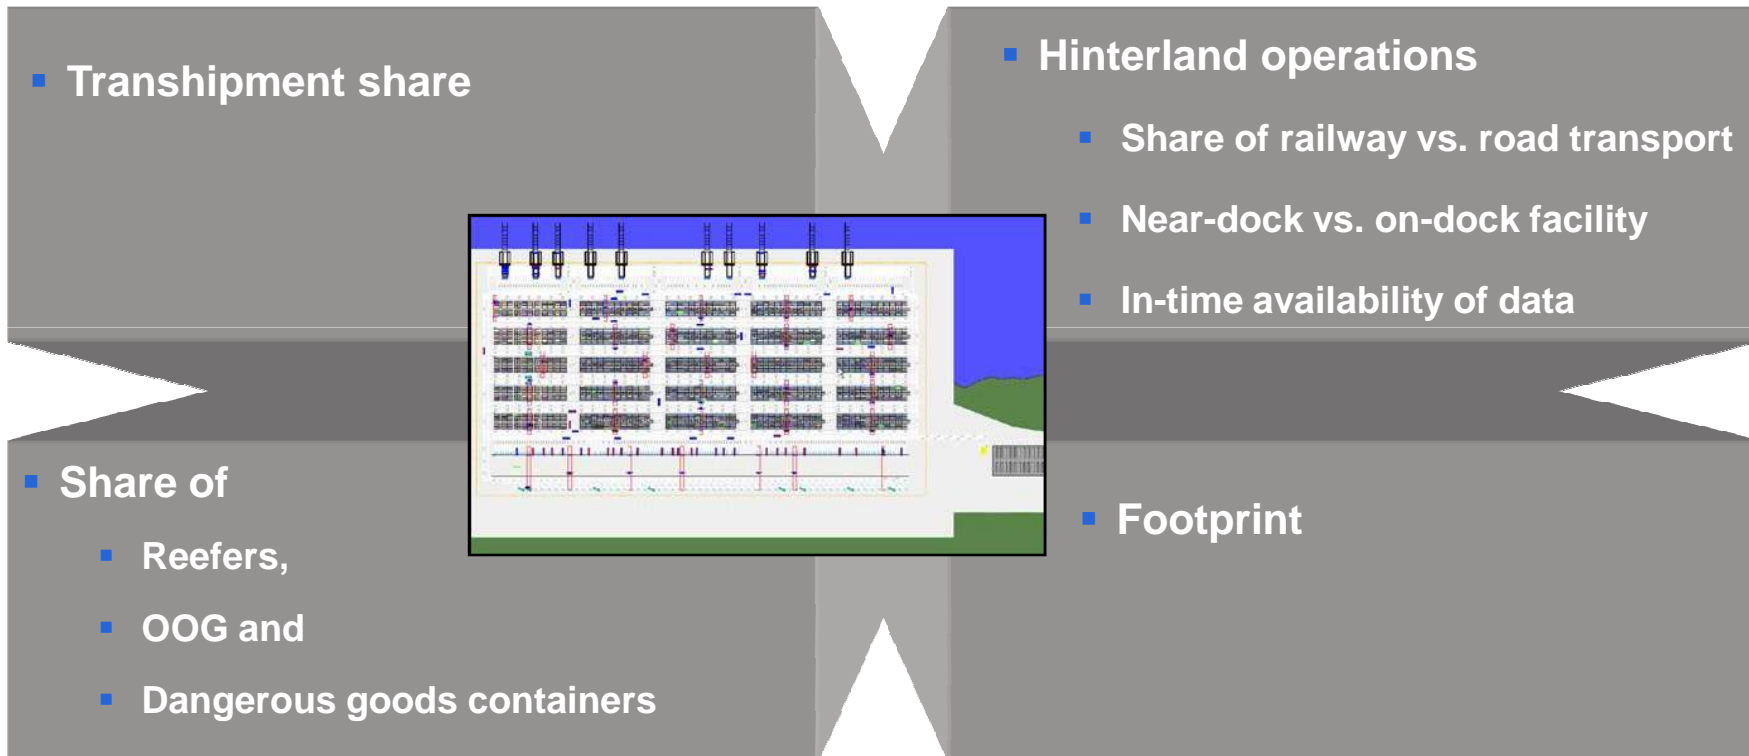 Transhipment share
Hinterland operations
Share of railway vs. road transport
Near-dock vs. on-dock facility
In-time availability of data
Share of
Reefers,
OOG and
Dangerous goods containers
Footprint